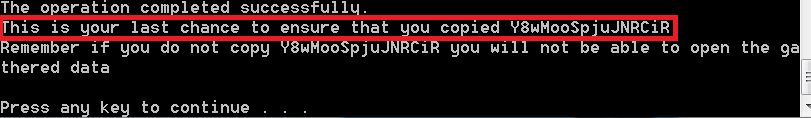 The operation completed successfully.
This is your last chance to ensure that you copied Y8wMooSpjuJNRCiR
Remember if you do not copy Y8wMooSpjuJNRCiR you will not be able to open the ga
thered data
Press any key to continue . . .